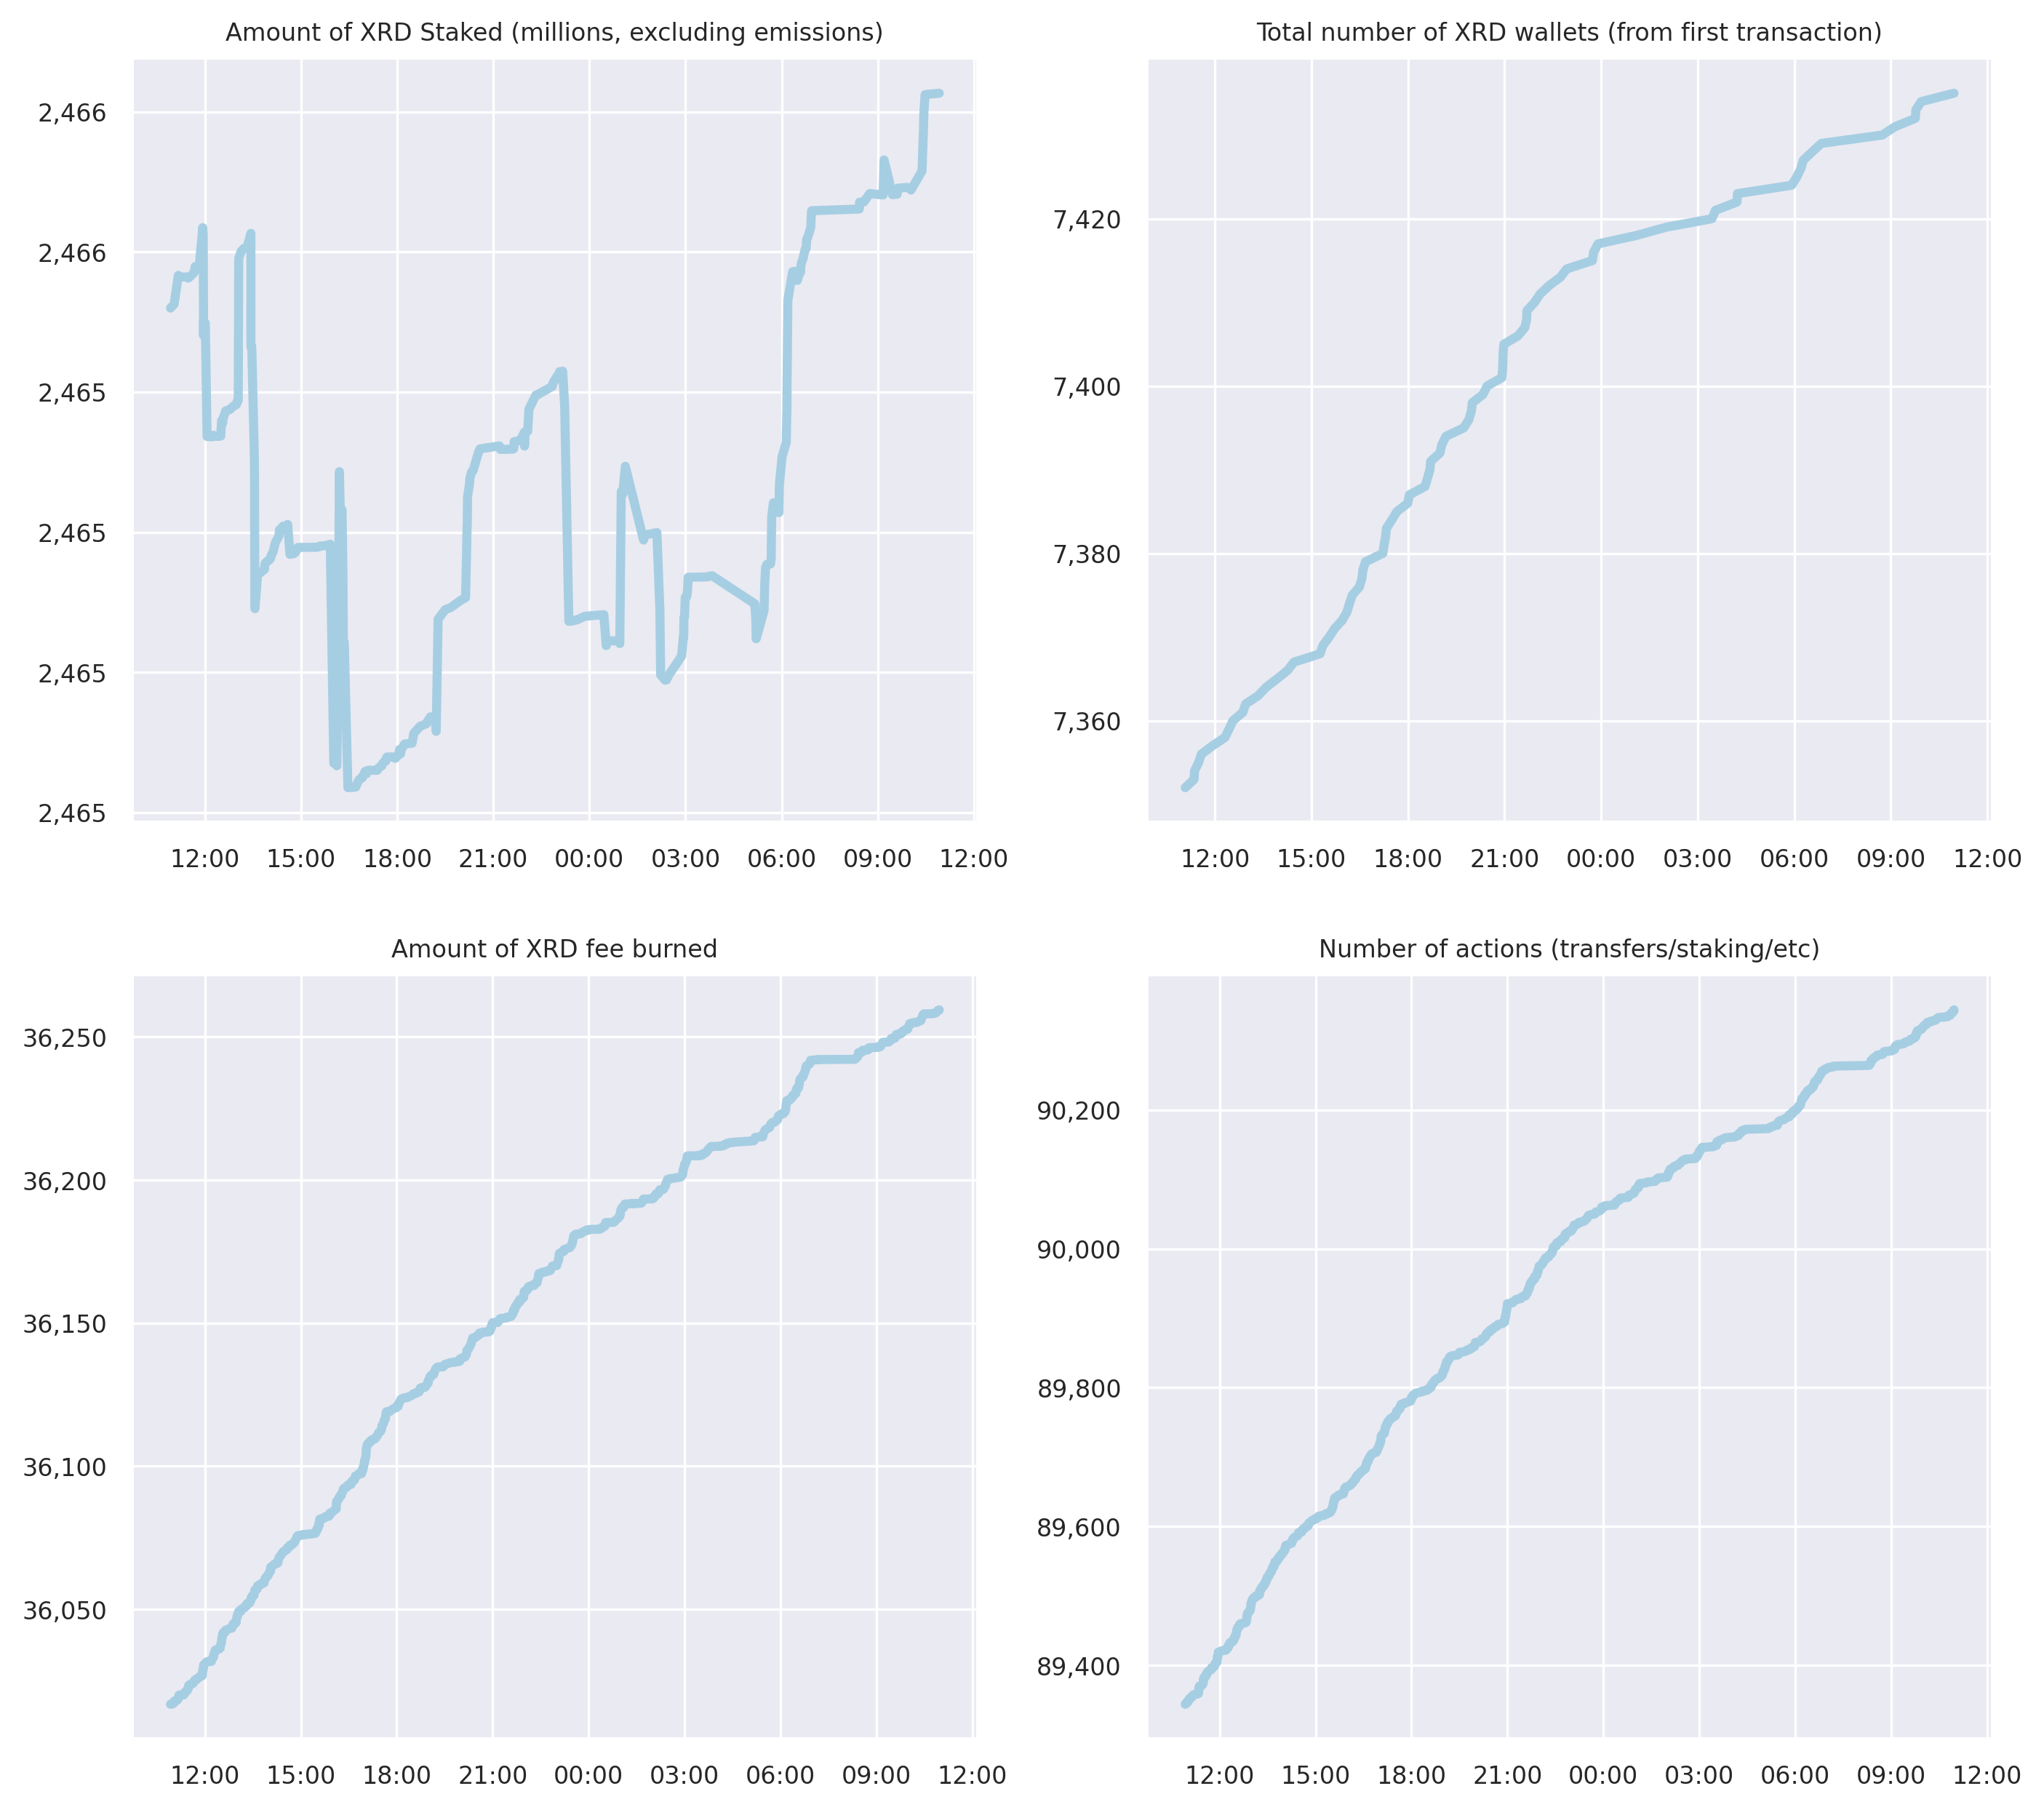 Amount of XRD Staked (millions, excluding emissions)
2,466
2,466
2,465
2,465
2,465
2,465
12:00 15:00 18:00 21:00 00:00 03:00 06:00 09:00 12:00
Total number of XRD wallets (from first transaction)
7,420
7,400
7,380
7,360
12:00 15:00 18:00 21:00 00:00 03:00 06:00 09:00 12:00
Amount of XRD fee burned
36,250
36,200
36,150
36,100
36,050
12:00 15:00 18:00 21:00 00:00 03:00 06:00 09:00 12:00
Number of actions (transfers/staking/etc)
90,200
90,000
89,800
89,600
89,400
12:00 15:00 18:00 21:00 00:00 03:00 06:00 09:00 12:00